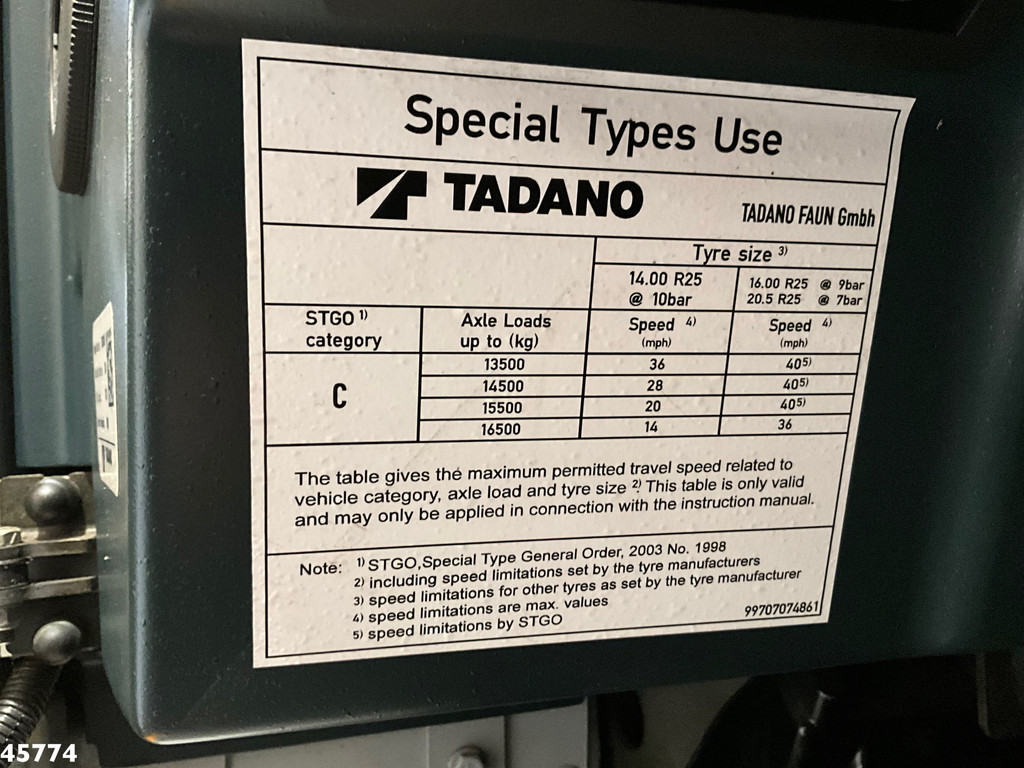 Special Types Use
TADANO
TADANO FAUN Gmbh
Tyre size 3)
14.00 R25
@ 10bar
16.00 R25 @ 9bar
20.5 R25 @ 7bar
STGO 1)
category
Axle Loads
up to (kg)
Speed 4)
(mph)
Speed 4)
(mph)
C
13500 36 405)
14500 28 405)
15500 20 405)
16500 14 36
The table gives the maximum permitted travel speed related to
vehicle category, axle load and tyre size 2). This table is only valid
and may only be applied in connection with the instruction manual.
Note: 1) STGO,Special Type General Order, 2003 No. 1998
2) including speed limitations set by the tyre manufacturers
3) speed limitations for other tyres as set by the tyre manufacturer
4) speed limitations are max. values
5) speed limitations by STGO
99707074861
45774